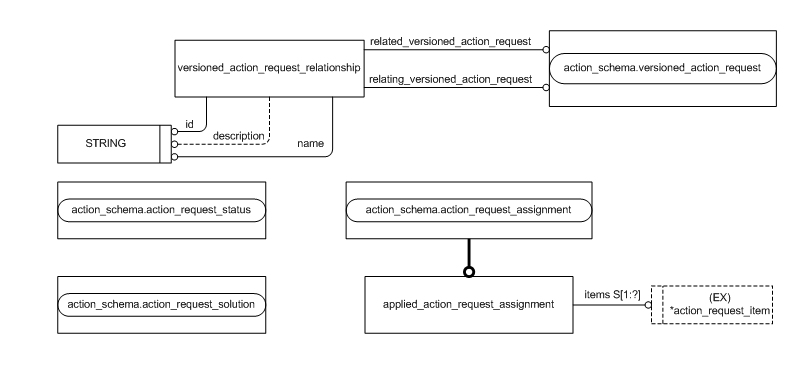 related_versioned_action_request
versioned_action_request_relationship
action_schema.versioned_action_request
relating_versioned_action_request
id
description
STRING
name
action_schema.action_request_status
action_schema.action_request_assignment
action_schema.action_request_solution
applied_action_request_assignment
items S[1:?]
(EX)
*action_request_item